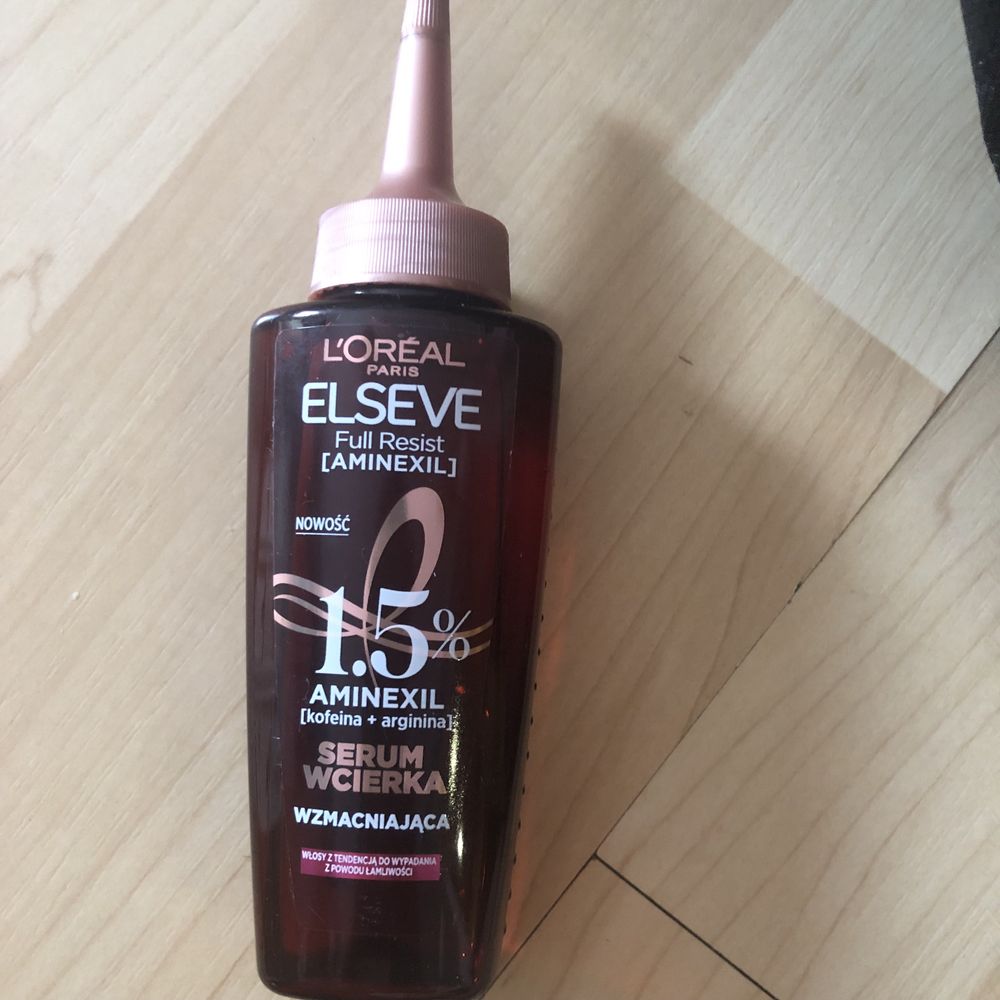 L'ORÉAL
PARIS
ELSEVE
Full Resist
[AMINEXIL]
NOWOŚĆ
1.5%
AMINEXIL
[kofeina + arginina]
SERUM
WCIERKA
WZMACNIAJĄCA
WŁOSY Z TENDENCJĄ DO WYPADANIA
Z POWODU ŁAMLIWOŚCI